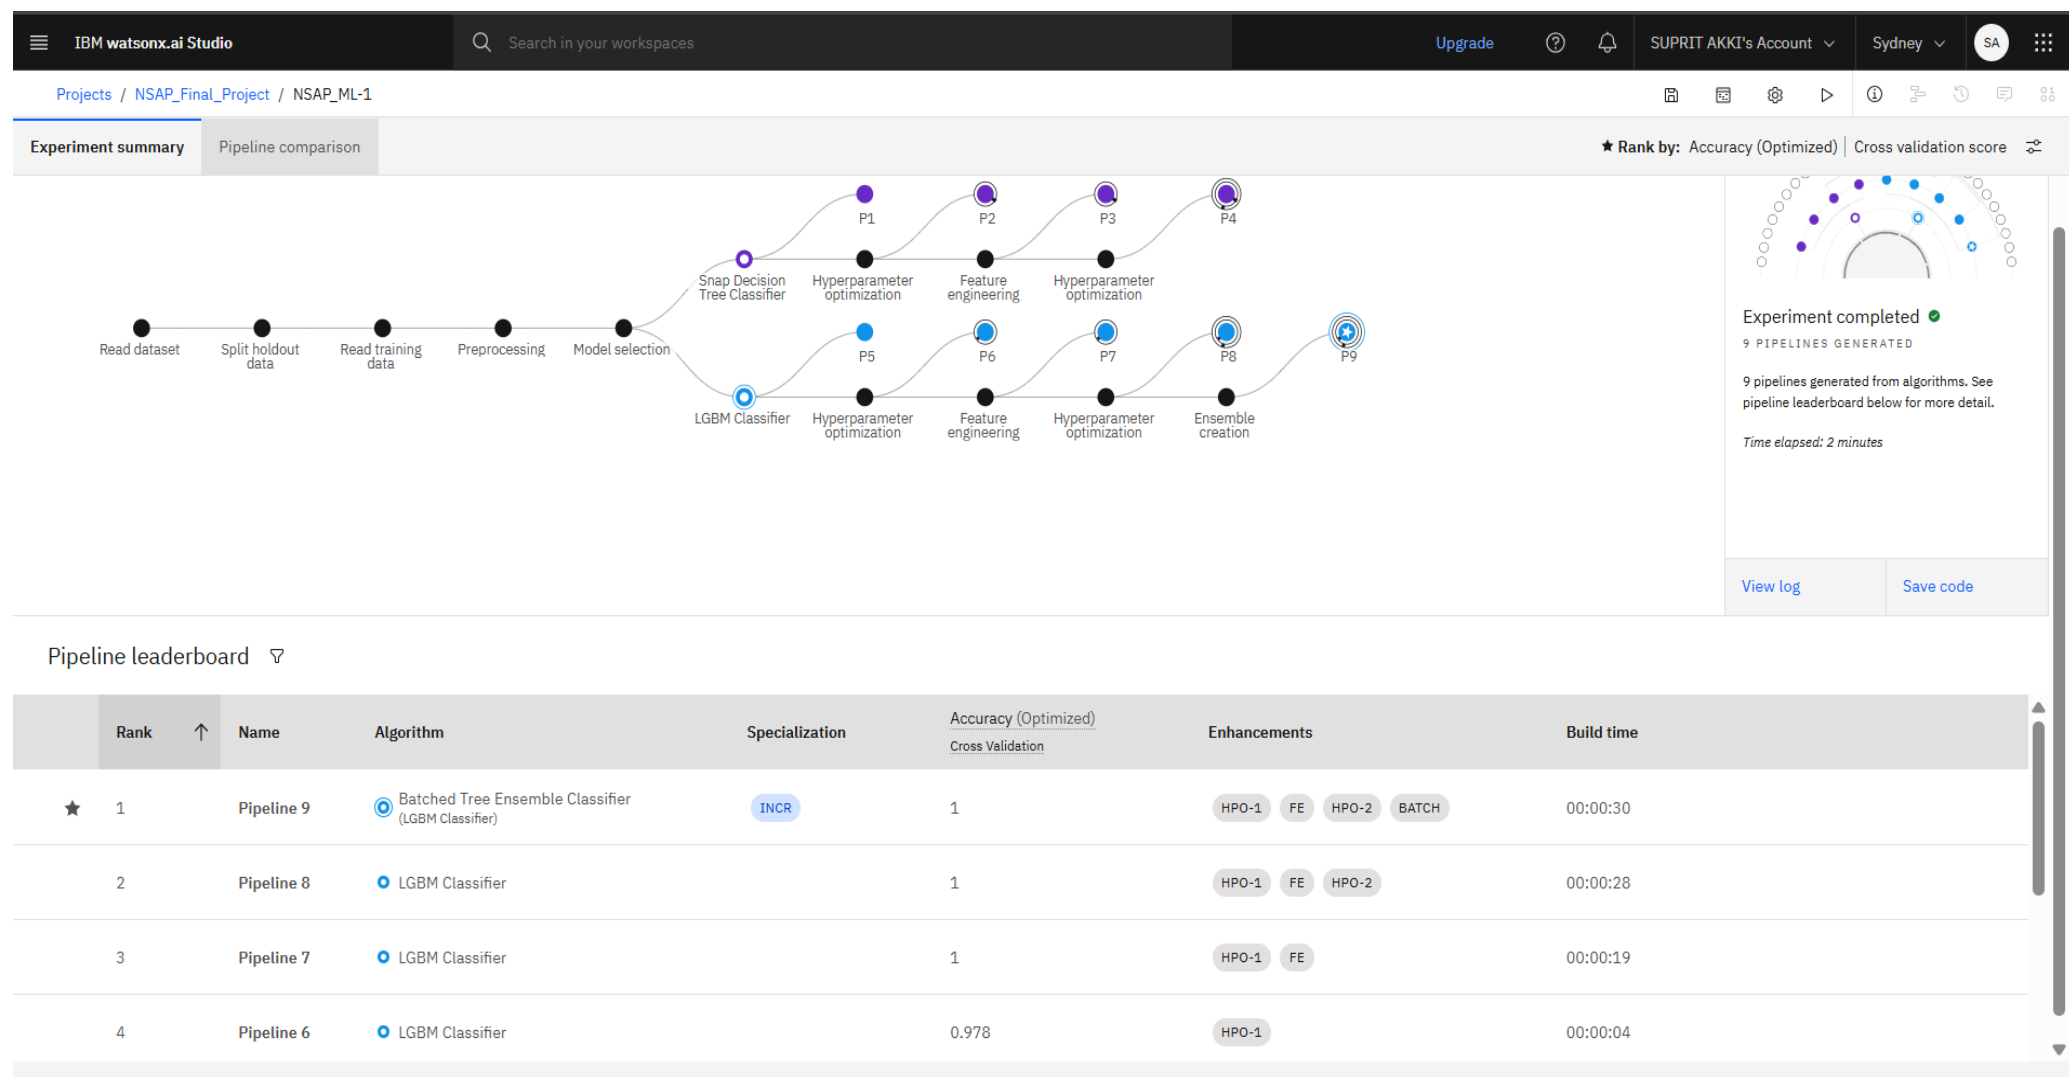 IBM watsonx.ai Studio
Search in your workspaces
Upgrade
SUPRIT AKKI's Account
Sydney
SA
Projects / NSAP_Final_Project / NSAP_ML-1
Experiment summary
Pipeline comparison
Rank by: Accuracy (Optimized) | Cross validation score
P1
P2
P3
P4
Snap Decision
Tree Classifier
Hyperparameter
optimization
Feature
engineering
Hyperparameter
optimization
Read dataset
Split holdout
data
Read training
data
Preprocessing
Model selection
P5
P6
P7
P8
P9
LGBM Classifier
Hyperparameter
optimization
Feature
engineering
Hyperparameter
optimization
Ensemble
creation
Experiment completed
9 PIPELINES GENERATED
9 pipelines generated from algorithms. See
pipeline leaderboard below for more detail.
Time elapsed: 2 minutes
View log
Save code
Pipeline leaderboard
Rank
Name
Algorithm
Specialization
Accuracy (Optimized)
Cross Validation
Enhancements
Build time
1
Pipeline 9
Batched Tree Ensemble Classifier
(LGBM Classifier)
INCR
1
HPO-1 FE HPO-2 BATCH
00:00:30
2
Pipeline 8
LGBM Classifier
1
HPO-1 FE HPO-2
00:00:28
3
Pipeline 7
LGBM Classifier
1
HPO-1 FE
00:00:19
4
Pipeline 6
LGBM Classifier
0.978
HPO-1
00:00:04